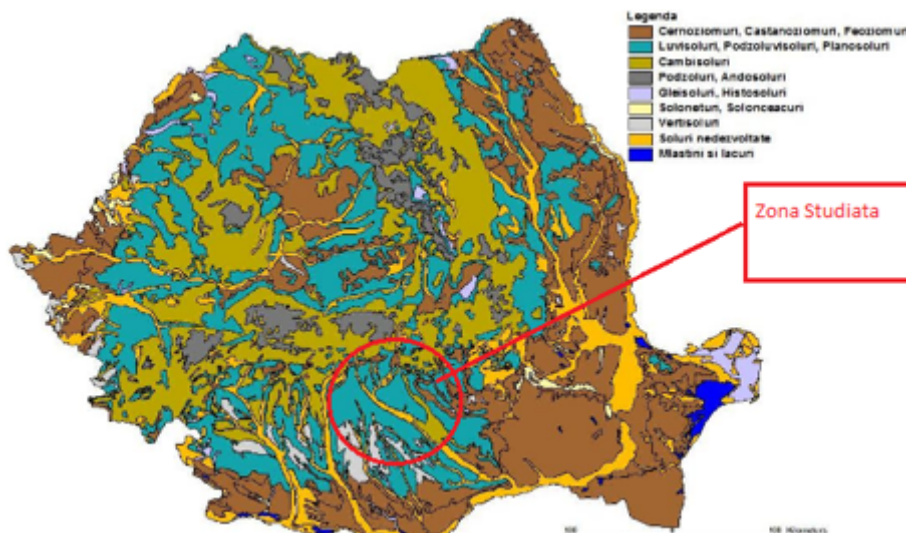 Legenda
Cernoziomuri, Castanoziomuri, Feoziomuri
Luvisoluri, Podzoluvisoluri, Planosoluri
Cambisoluri
Podzoluri, Andosoluri
Gleisoluri, Histosoluri
Soloneturi, Solonceacuri
Vertisoluri
Soluri nedezvoltate
Mlastini si lacuri
Zona Studiata
100